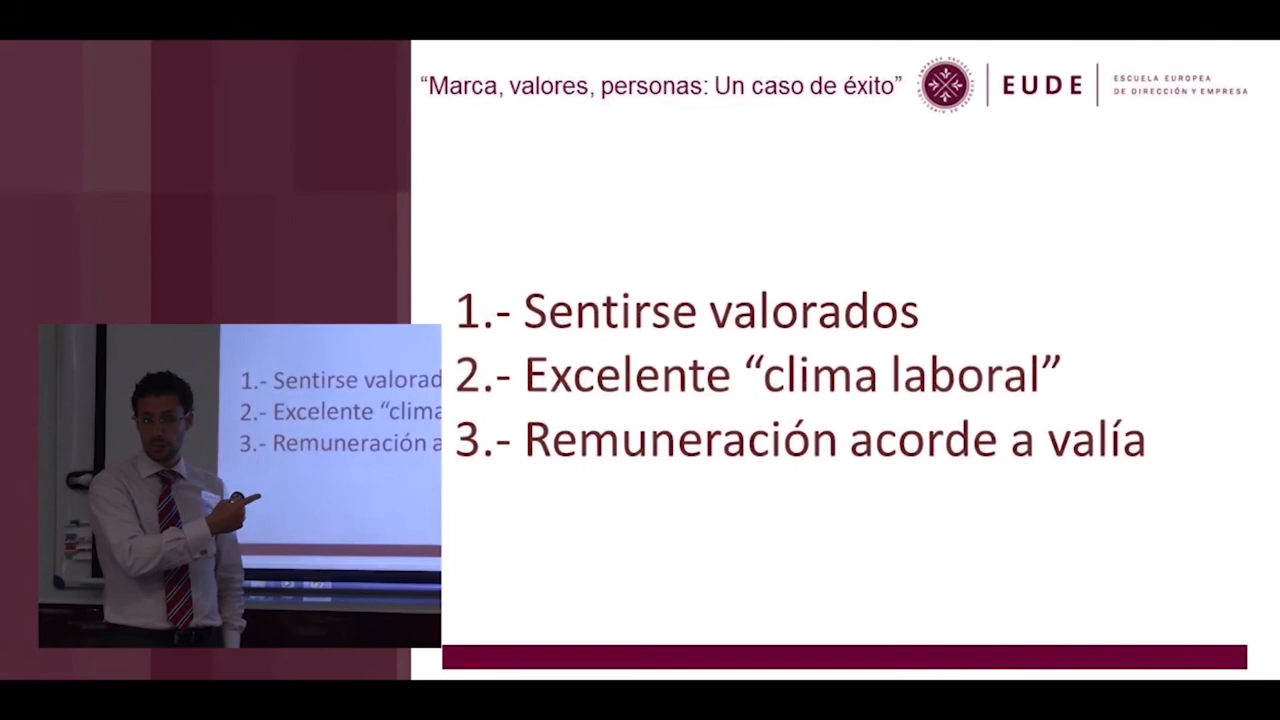 “Marca, valores, personas: Un caso de éxito”
EUDE
ESCUELA EUROPEA
DE DIRECCIÓN Y EMPRESA
1.- Sentirse valorados
2.- Excelente “clima laboral”
3.- Remuneración acorde a valía
1.- Sentirse valorad
2.- Excelente “clima
3.- Remuneración a